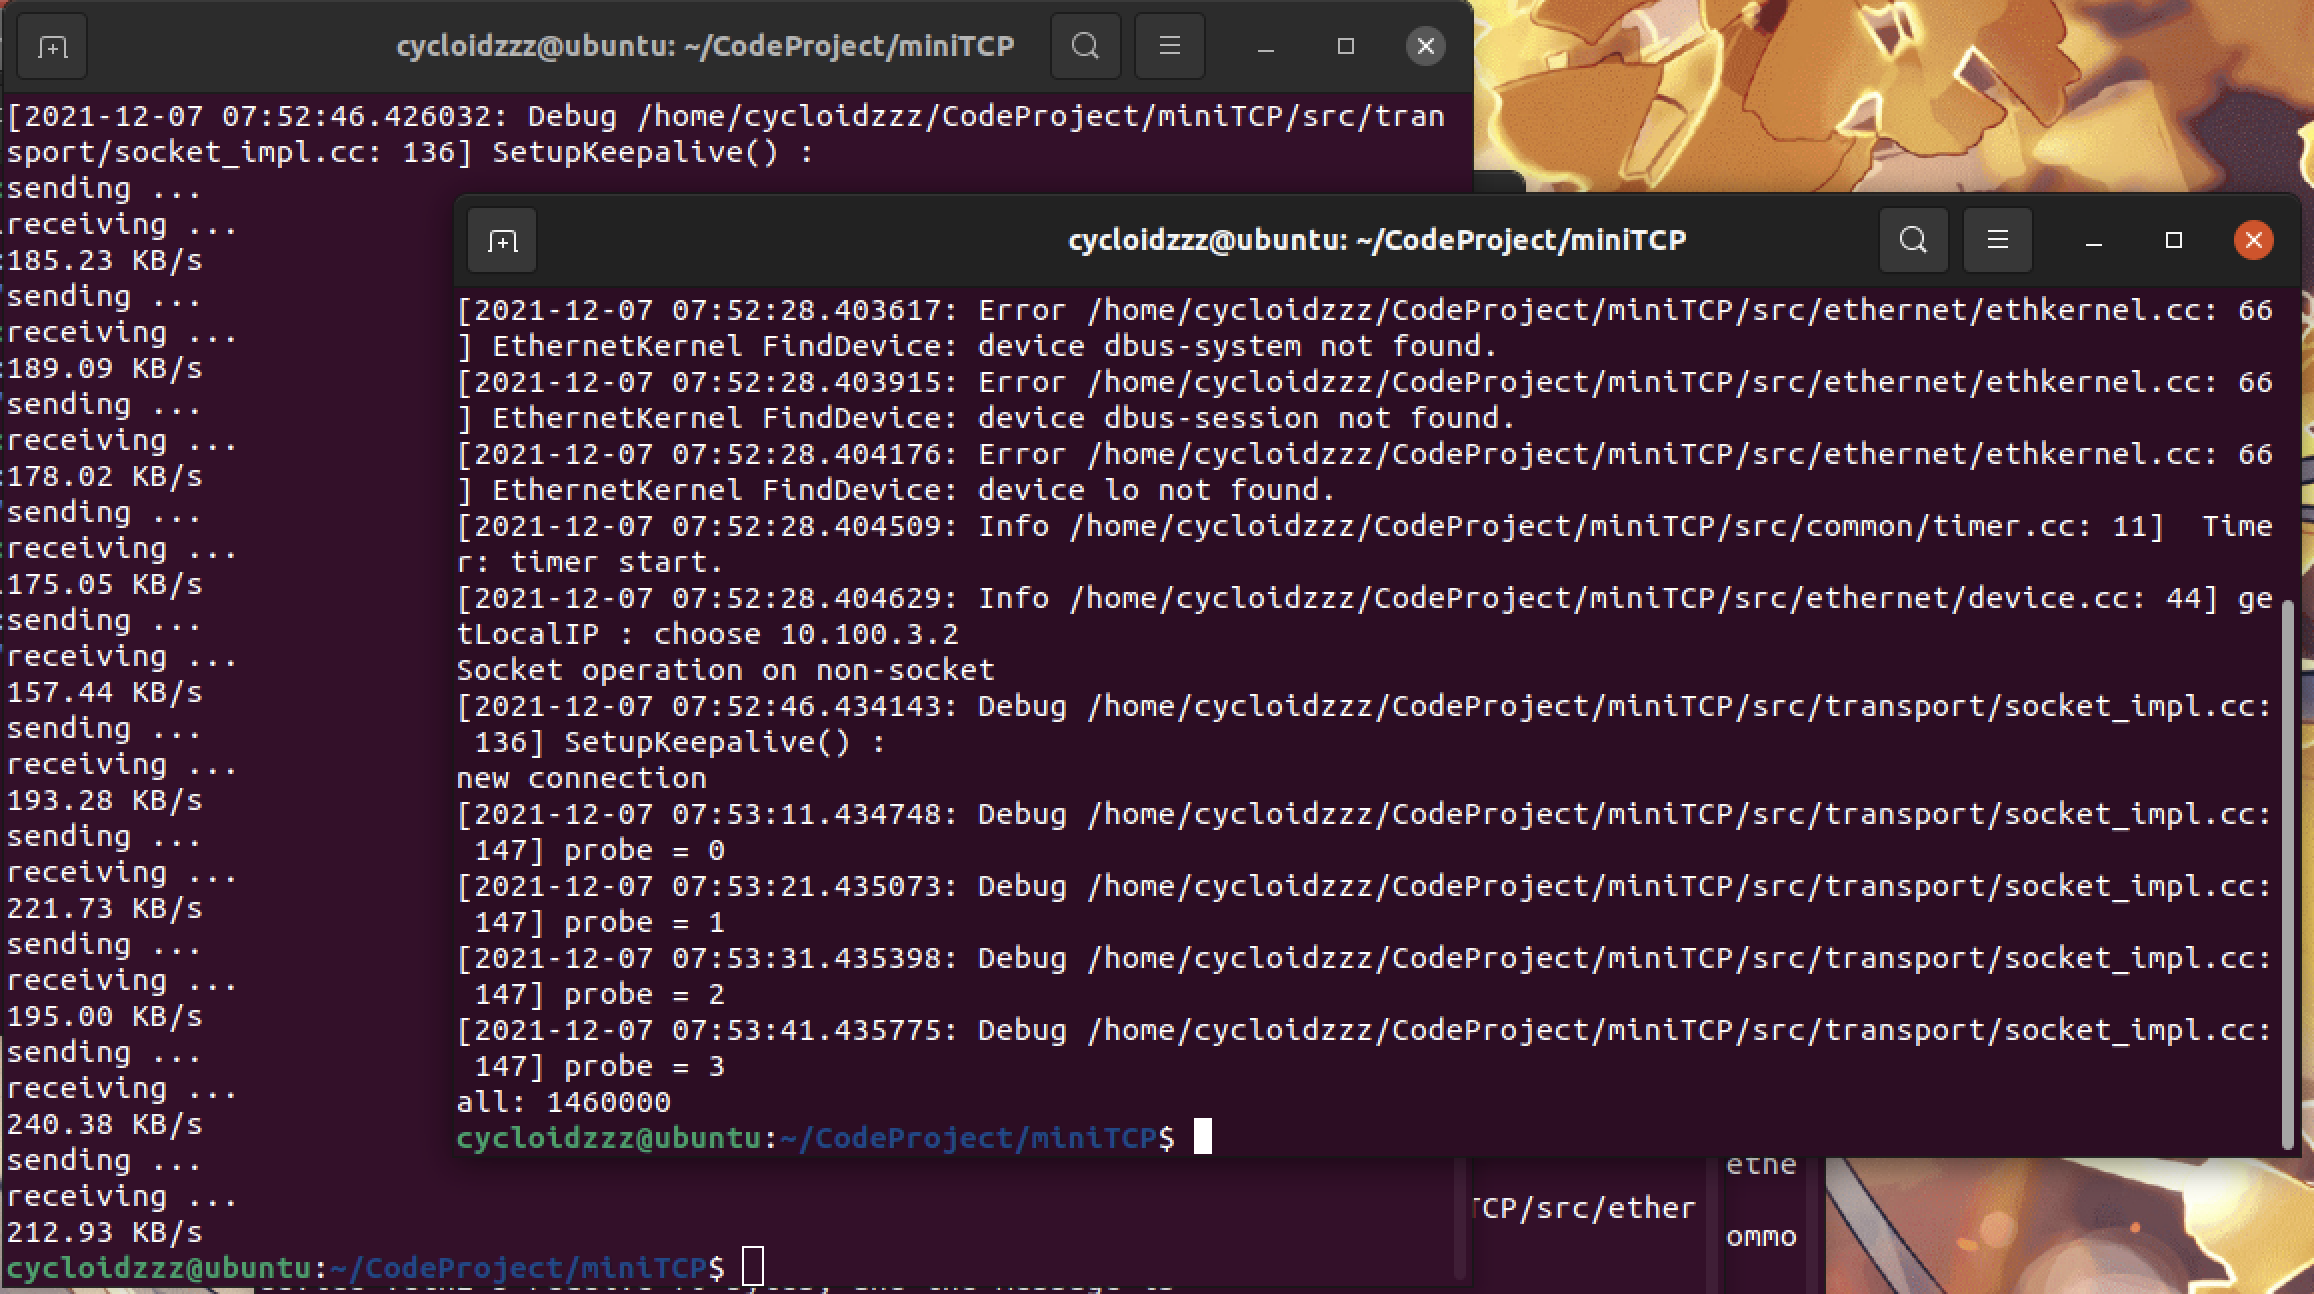 cycloidzzz@ubuntu: ~/CodeProject/miniTCP
[2021-12-07 07:52:46.426032: Debug /home/cycloidzzz/CodeProject/miniTCP/src/tran
sport/socket_impl.cc: 136] SetupKeepalive() :
sending ...
receiving ...
185.23 KB/s
sending ...
receiving ...
189.09 KB/s
sending ...
receiving ...
178.02 KB/s
sending ...
receiving ...
175.05 KB/s
sending ...
receiving ...
157.44 KB/s
sending ...
receiving ...
193.28 KB/s
sending ...
receiving ...
221.73 KB/s
sending ...
receiving ...
195.00 KB/s
sending ...
receiving ...
240.38 KB/s
sending ...
receiving ...
212.93 KB/s
cycloidzzz@ubuntu:~/CodeProject/miniTCP$
cycloidzzz@ubuntu: ~/CodeProject/miniTCP
[2021-12-07 07:52:28.403617: Error /home/cycloidzzz/CodeProject/miniTCP/src/ethernet/ethkernel.cc: 66
] EthernetKernel FindDevice: device dbus-system not found.
[2021-12-07 07:52:28.403915: Error /home/cycloidzzz/CodeProject/miniTCP/src/ethernet/ethkernel.cc: 66
] EthernetKernel FindDevice: device dbus-session not found.
[2021-12-07 07:52:28.404176: Error /home/cycloidzzz/CodeProject/miniTCP/src/ethernet/ethkernel.cc: 66
] EthernetKernel FindDevice: device lo not found.
[2021-12-07 07:52:28.404509: Info /home/cycloidzzz/CodeProject/miniTCP/src/common/timer.cc: 11]  Time
r: timer start.
[2021-12-07 07:52:28.404629: Info /home/cycloidzzz/CodeProject/miniTCP/src/ethernet/device.cc: 44] ge
tLocalIP : choose 10.100.3.2
Socket operation on non-socket
[2021-12-07 07:52:46.434143: Debug /home/cycloidzzz/CodeProject/miniTCP/src/transport/socket_impl.cc:
 136] SetupKeepalive() :
new connection
[2021-12-07 07:53:11.434748: Debug /home/cycloidzzz/CodeProject/miniTCP/src/transport/socket_impl.cc:
 147] probe = 0
[2021-12-07 07:53:21.435073: Debug /home/cycloidzzz/CodeProject/miniTCP/src/transport/socket_impl.cc:
 147] probe = 1
[2021-12-07 07:53:31.435398: Debug /home/cycloidzzz/CodeProject/miniTCP/src/transport/socket_impl.cc:
 147] probe = 2
[2021-12-07 07:53:41.435775: Debug /home/cycloidzzz/CodeProject/miniTCP/src/transport/socket_impl.cc:
 147] probe = 3
all: 1460000
cycloidzzz@ubuntu:~/CodeProject/miniTCP$
ethe
TCP/src/ether
ommo